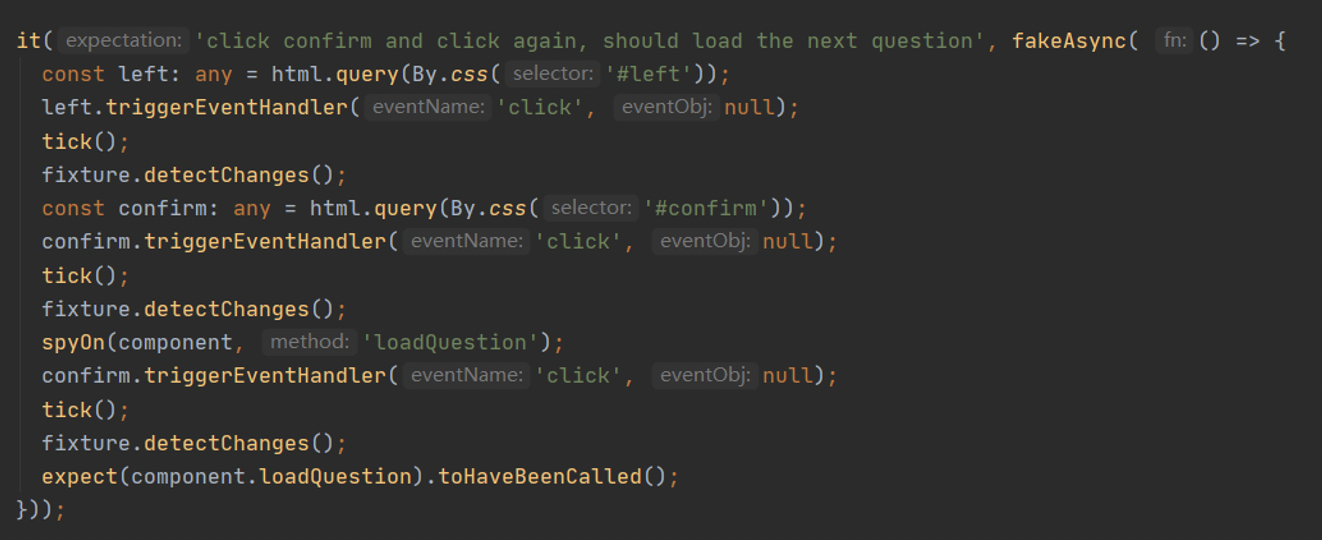 it( expectation: 'click confirm and click again, should load the next question', fakeAsync( fn: () => {
const left: any = html.query(By.css( selector: '#left'));
left.triggerEventHandler( eventName: 'click', eventObj: null);
tick();
fixture.detectChanges();
const confirm: any = html.query(By.css( selector: '#confirm'));
confirm.triggerEventHandler( eventName: 'click', eventObj: null);
tick();
fixture.detectChanges();
spyOn(component, method: 'loadQuestion');
confirm.triggerEventHandler( eventName: 'click', eventObj: null);
tick();
fixture.detectChanges();
expect(component.loadQuestion).toHaveBeenCalled();
}));